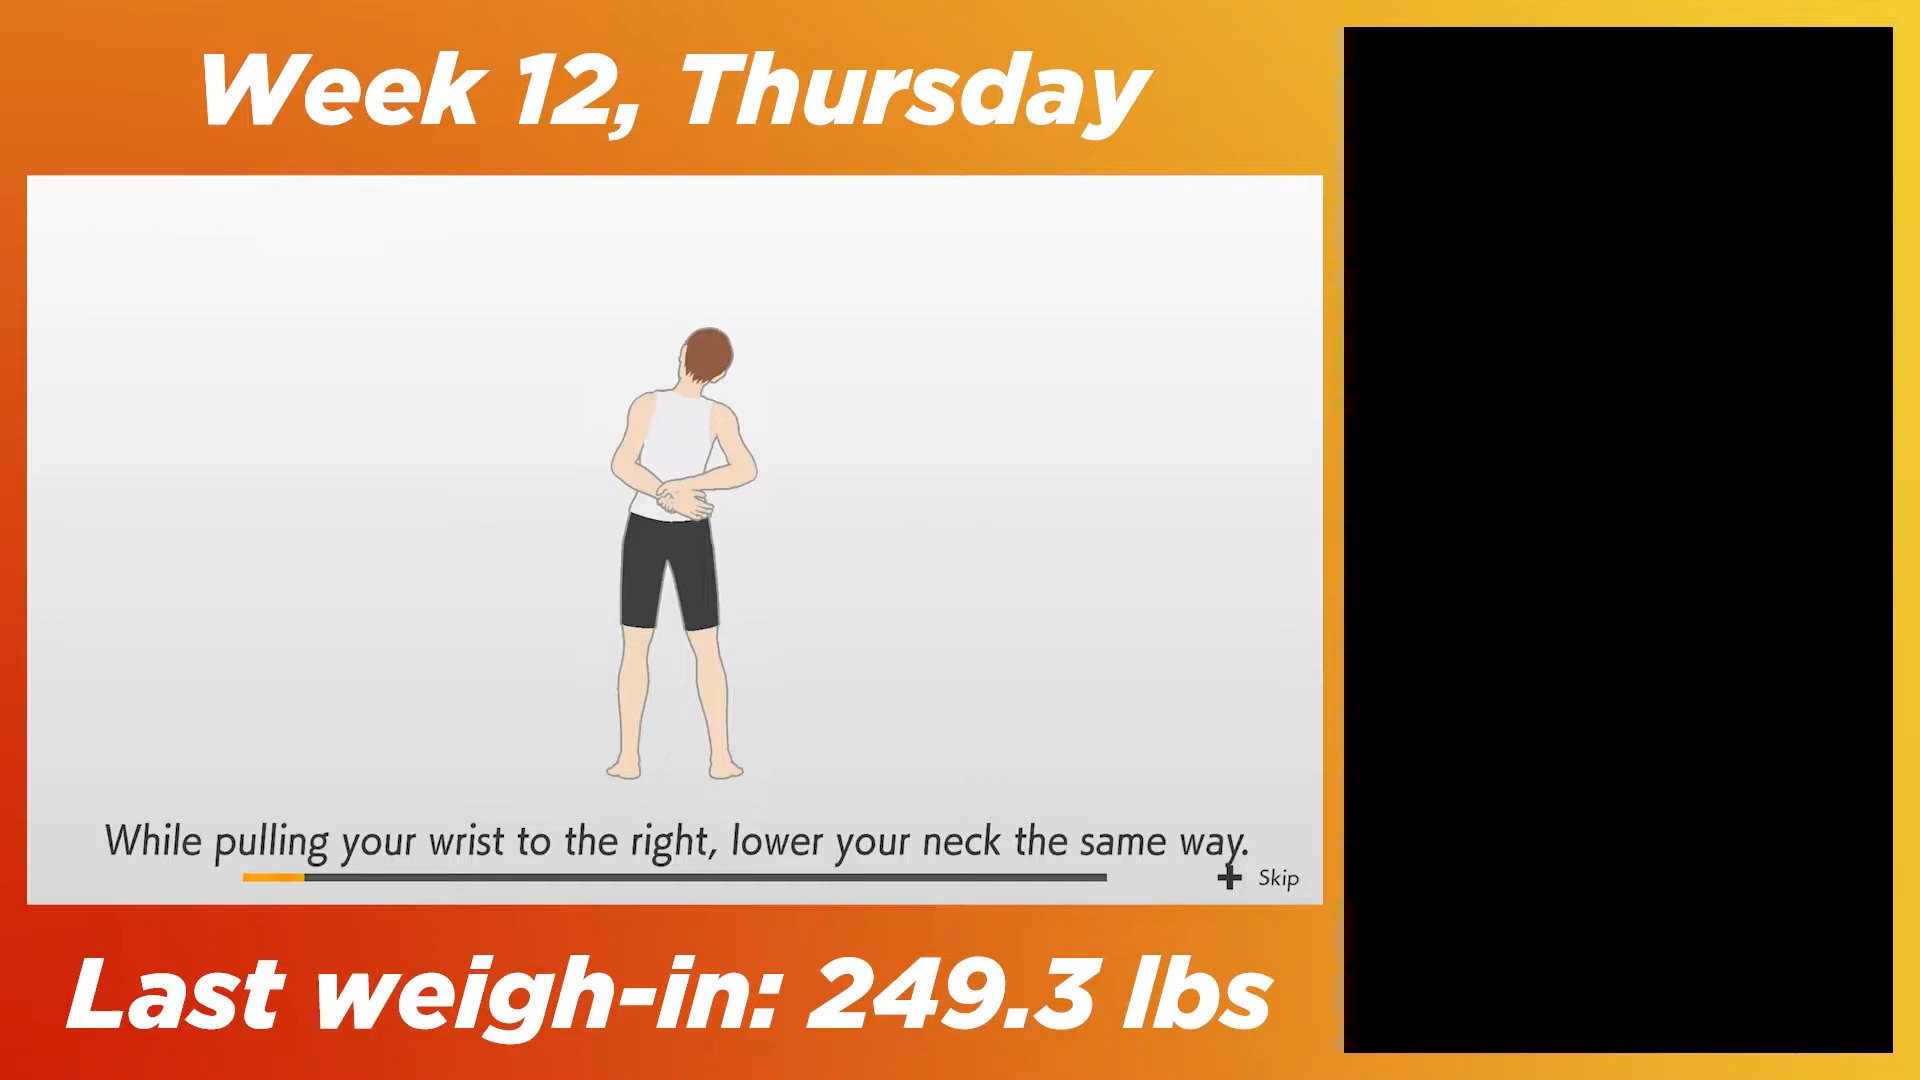 Week 12, Thursday
While pulling your wrist to the right, lower your neck the same way.
Skip
Last weigh-in: 249.3 lbs